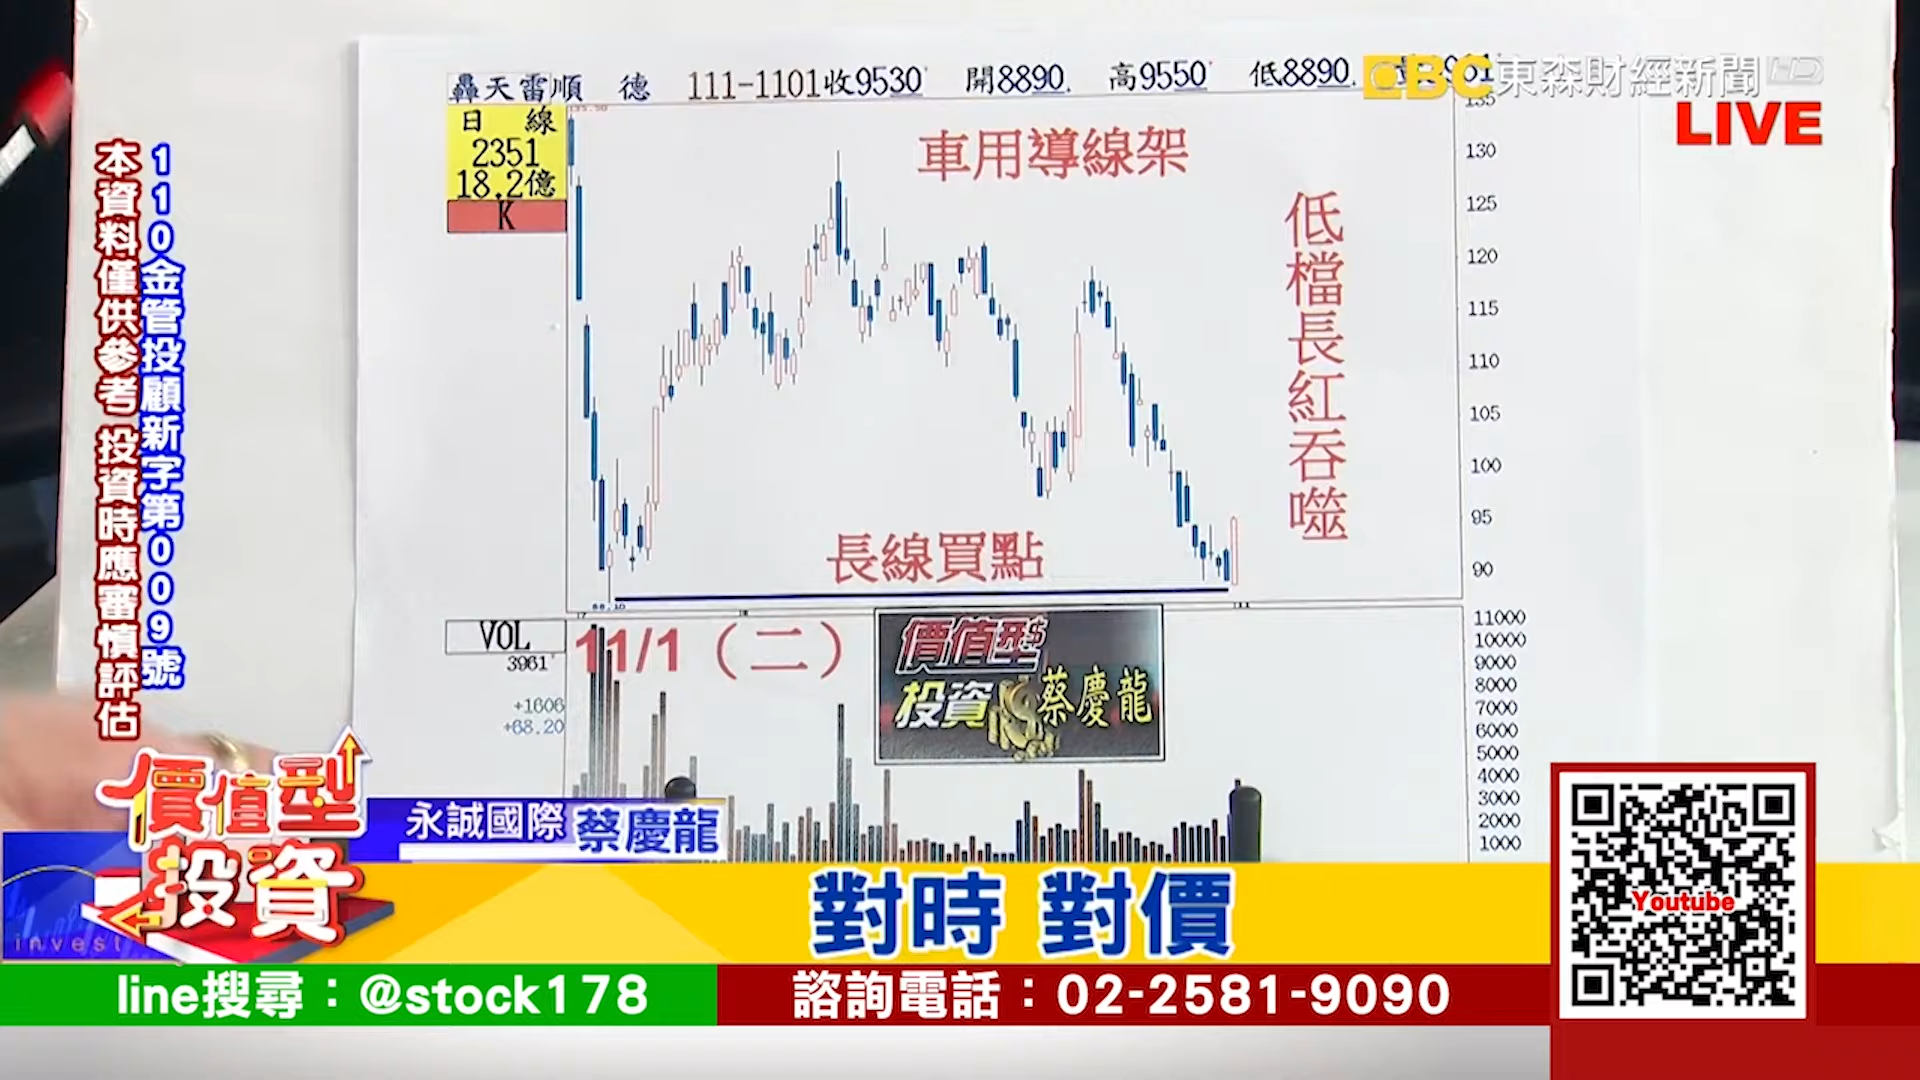 轟天雷順 德 111-1101收9530 開8890. 高9550 低8890.
EBC東森財經新聞HD
LIVE
日 線
2351
18.2億
K
車用導線架
低檔長紅吞噬
長線買點
135
130
125
120
115
110
105
100
95
90
88.10
11
VOL
3961
+1606
+68.20
11/1（二）
價值型
投資
蔡慶龍
11000
10000
9000
8000
7000
6000
5000
4000
3000
2000
1000
110金管投顧新字第009號
本資料僅供參考 投資時應審慎評估
價值型
投資
invest
永誠國際 蔡慶龍
對時 對價
line搜尋：@stock178
諮詢電話：02-2581-9090
Youtube